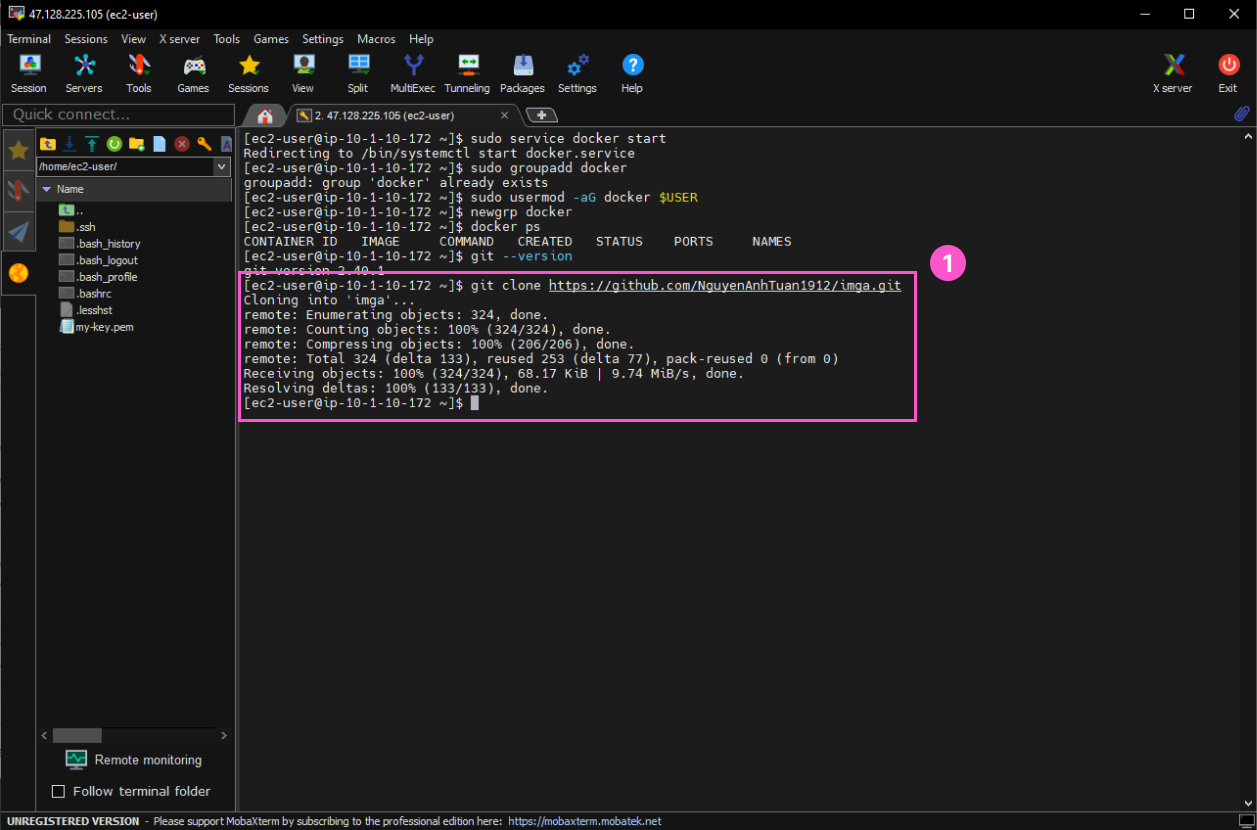 47.128.225.105 (ec2-user)
Terminal Sessions View X server Tools Games Settings Macros Help
Session Servers Tools Games Sessions View Split MultiExec Tunneling Packages Settings Help X server Exit
Quick connect...
2. 47.128.225.105 (ec2-user)
/home/ec2-user/
Name
..
.ssh
.bash_history
.bash_logout
.bash_profile
.bashrc
.lesshst
my-key.pem
[ec2-user@ip-10-1-10-172 ~]$ sudo service docker start
Redirecting to /bin/systemctl start docker.service
[ec2-user@ip-10-1-10-172 ~]$ sudo groupadd docker
groupadd: group 'docker' already exists
[ec2-user@ip-10-1-10-172 ~]$ sudo usermod -aG docker $USER
[ec2-user@ip-10-1-10-172 ~]$ newgrp docker
[ec2-user@ip-10-1-10-172 ~]$ docker ps
CONTAINER ID IMAGE COMMAND CREATED STATUS PORTS NAMES
[ec2-user@ip-10-1-10-172 ~]$ git --version
git version 2.40.1
[ec2-user@ip-10-1-10-172 ~]$ git clone https://github.com/NguyenAnhTuan1912/imga.git
Cloning into 'imga'...
remote: Enumerating objects: 324, done.
remote: Counting objects: 100% (324/324), done.
remote: Compressing objects: 100% (206/206), done.
remote: Total 324 (delta 133), reused 253 (delta 77), pack-reused 0 (from 0)
Receiving objects: 100% (324/324), 68.17 KiB | 9.74 MiB/s, done.
Resolving deltas: 100% (133/133), done.
[ec2-user@ip-10-1-10-172 ~]$
1
Remote monitoring
Follow terminal folder
UNREGISTERED VERSION - Please support MobaXterm by subscribing to the professional edition here: https://mobaxterm.mobatek.net